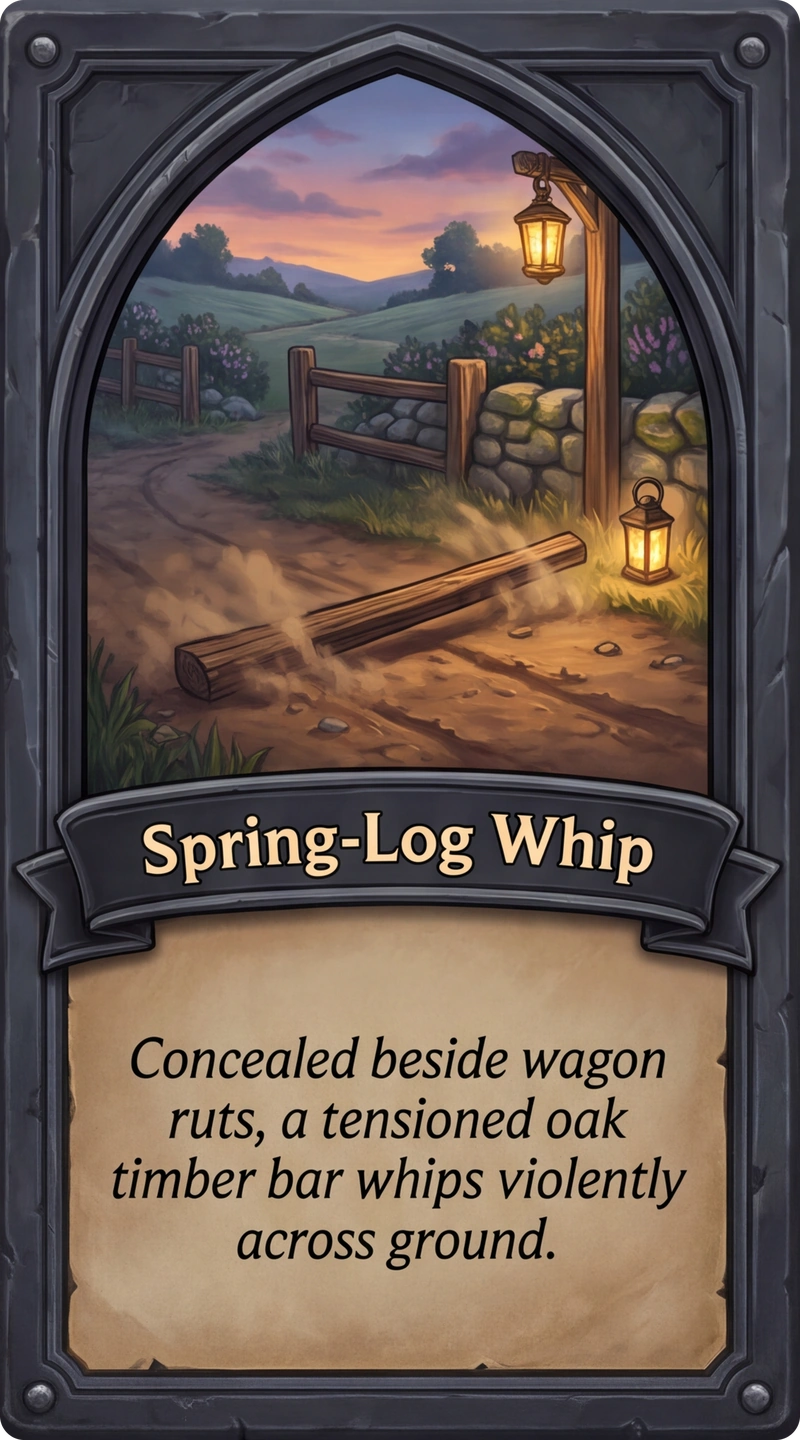 Spring-Log Whip
Concealed beside wagon
ruts, a tensioned oak
timber bar whips violently
across ground.